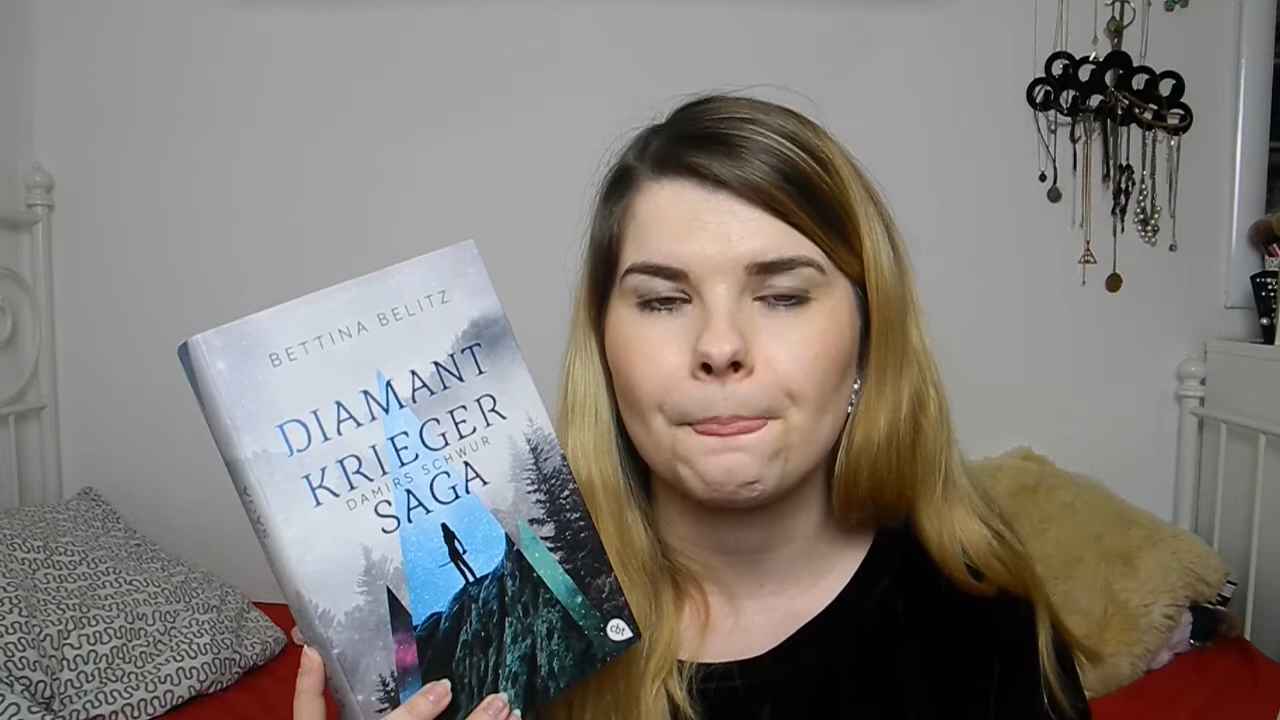 BETTINA BELITZ
DIAMANT
KRIEGER
DAMIRS SCHWUR
SAGA
cbt